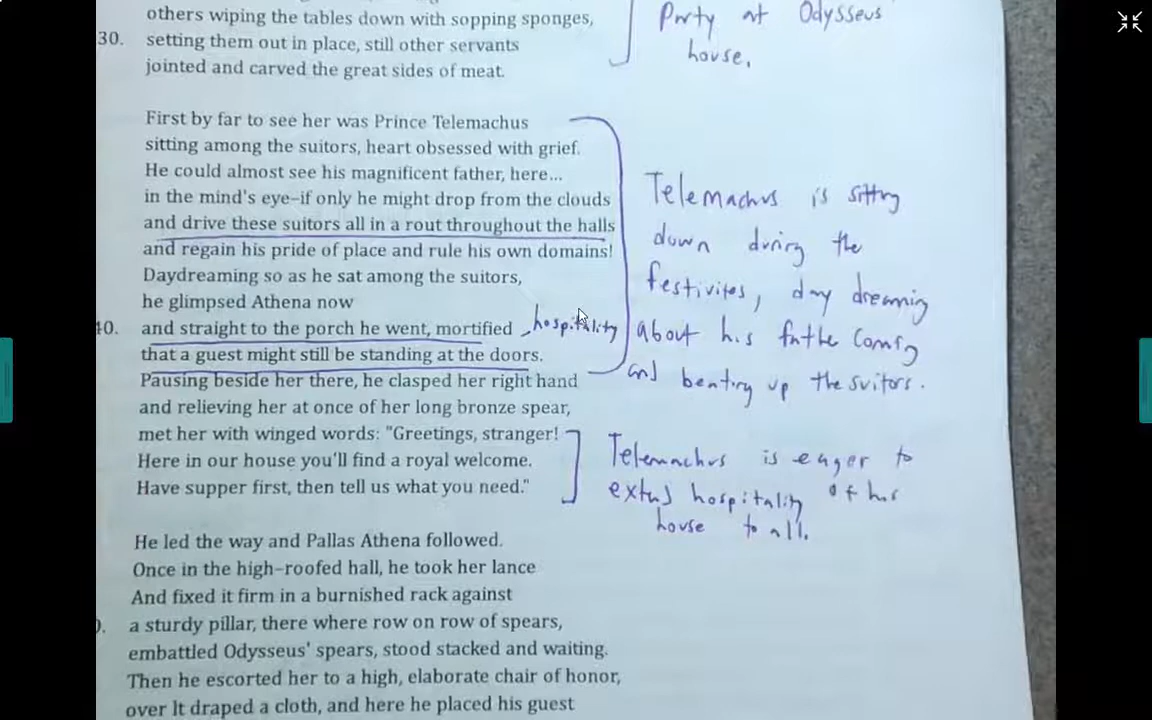 others wiping the tables down with sopping sponges,
30. setting them out in place, still other servants
jointed and carved the great sides of meat.
Party at Odysseus
house.
First by far to see her was Prince Telemachus
sitting among the suitors, heart obsessed with grief.
He could almost see his magnificent father, here...
in the mind's eye–if only he might drop from the clouds
and drive these suitors all in a rout throughout the halls
and regain his pride of place and rule his own domains!
Daydreaming so as he sat among the suitors,
he glimpsed Athena now
40. and straight to the porch he went, mortified
that a guest might still be standing at the doors.
Pausing beside her there, he clasped her right hand
and relieving her at once of her long bronze spear,
met her with winged words: "Greetings, stranger!
Here in our house you'll find a royal welcome.
Have supper first, then tell us what you need."
hospitality
Telemachus is sitting
down during the
festivites, day dreaming
about his fathe coming
and beating up the suitors.
Telemachus is eager to
extend hospitality of his
house to all.
He led the way and Pallas Athena followed.
Once in the high–roofed hall, he took her lance
And fixed it firm in a burnished rack against
0. a sturdy pillar, there where row on row of spears,
embattled Odysseus' spears, stood stacked and waiting.
Then he escorted her to a high, elaborate chair of honor,
over It draped a cloth, and here he placed his guest